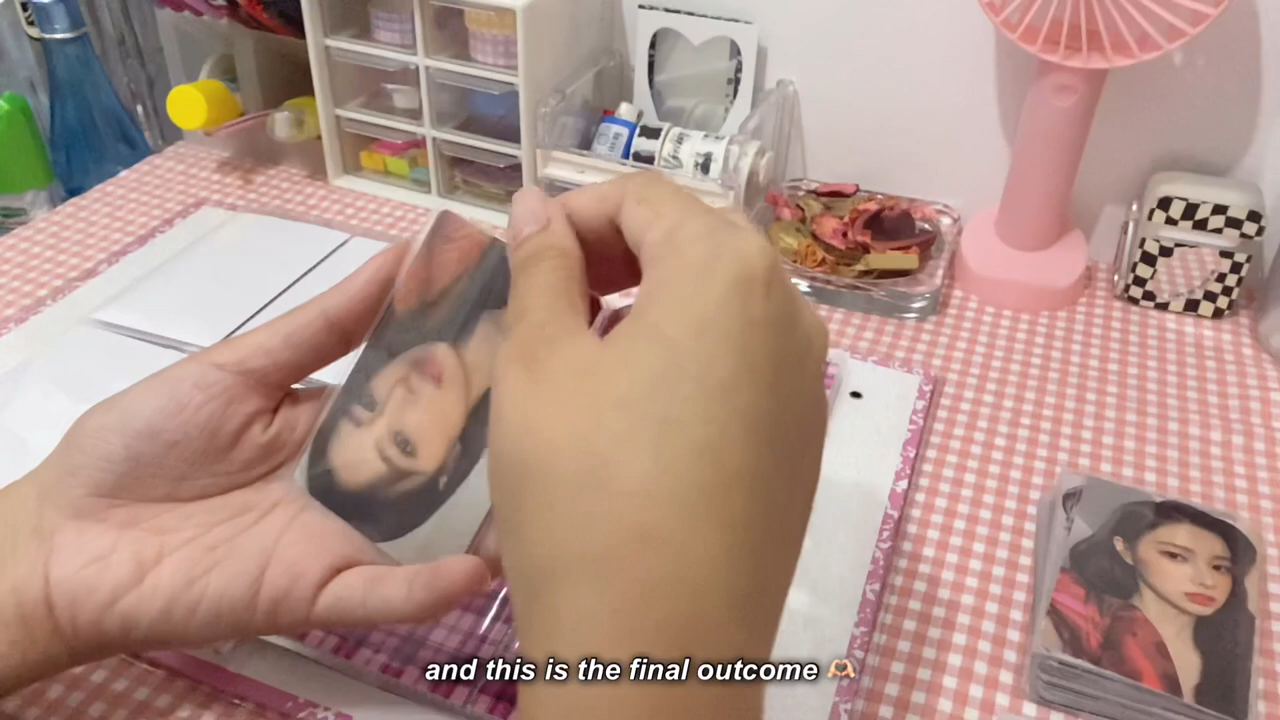 and this is the final outcome 🫶🏻